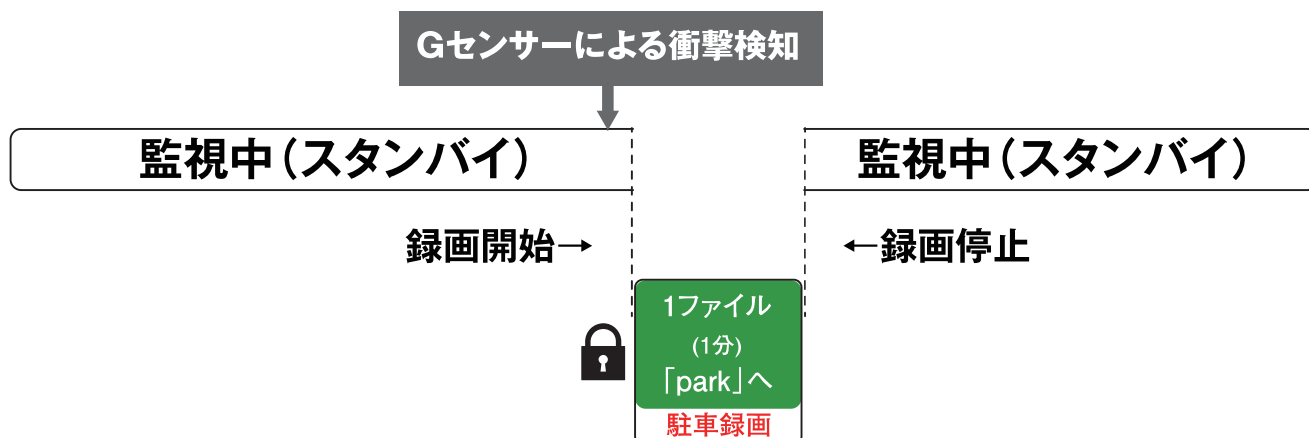 Gセンサーによる衝撃検知
監視中（スタンバイ）
監視中（スタンバイ）
録画開始→
←録画停止
1ファイル
(1分)
「park」へ
駐車録画